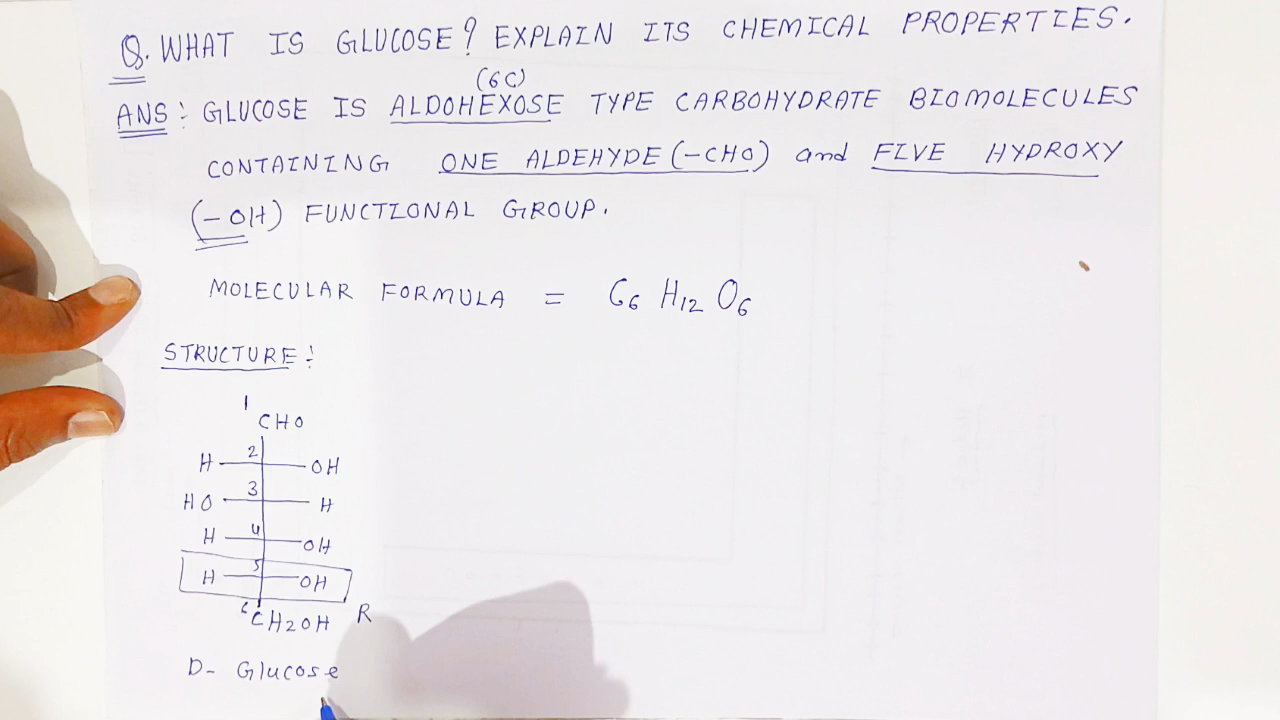 Q. WHAT IS GLUCOSE? EXPLAIN ITS CHEMICAL PROPERTIES.
(6C)
ANS: GLUCOSE IS ALDOHEXOSE TYPE CARBOHYDRATE BIOMOLECULES
CONTAINING ONE ALDEHYDE (-CHO) and FIVE HYDROXY
(-OH) FUNCTIONAL GROUP.
MOLECULAR FORMULA = C6 H12 O6
STRUCTURE:
1
CHO
H 2 OH
HO 3 H
H 4 OH
H 5 OH
6 CH2OH R
D- Glucose